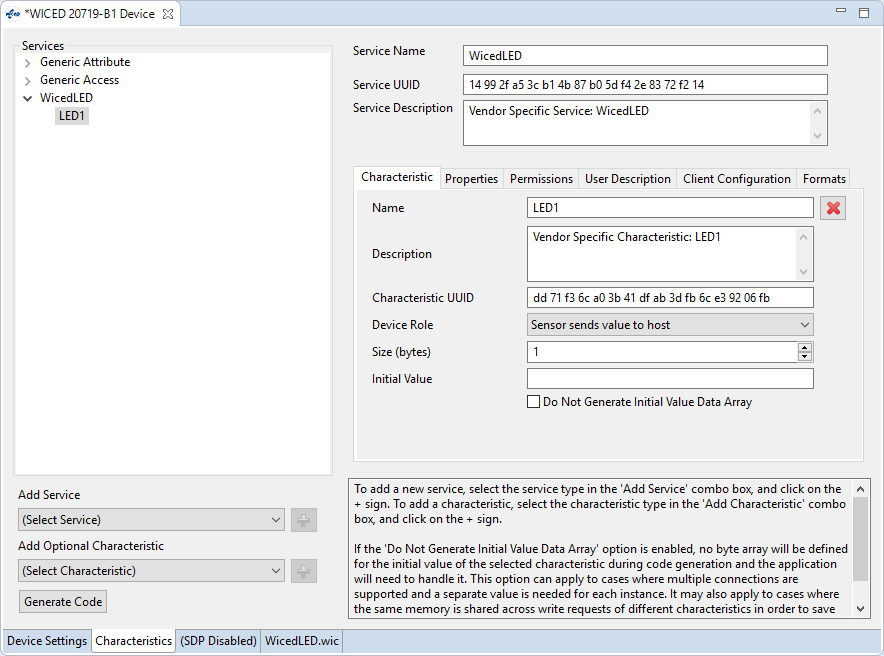 *WICED 20719-B1 Device
Services
Generic Attribute
Generic Access
WicedLED
LED1
Service Name
WicedLED
Service UUID
14 99 2f a5 3c b1 4b 87 b0 5d f4 2e 83 72 f2 14
Service Description
Vendor Specific Service: WicedLED
Characteristic
Properties
Permissions
User Description
Client Configuration
Formats
Name
LED1
Description
Vendor Specific Characteristic: LED1
Characteristic UUID
dd 71 f3 6c a0 3b 41 df ab 3d fb 6c e3 92 06 fb
Device Role
Sensor sends value to host
Size (bytes)
1
Initial Value
Do Not Generate Initial Value Data Array
Add Service
(Select Service)
Add Optional Characteristic
(Select Characteristic)
Generate Code
To add a new service, select the service type in the 'Add Service' combo box, and click on the
+ sign. To add a characteristic, select the characteristic type in the 'Add Characteristic' combo
box, and click on the + sign.
If the 'Do Not Generate Initial Value Data Array' option is enabled, no byte array will be defined
for the initial value of the selected characteristic during code generation and the application
will need to handle it. This option can apply to cases where multiple connections are
supported and a separate value is needed for each instance. It may also apply to cases where
the same memory is shared across write requests of different characteristics in order to save
Device Settings
Characteristics
(SDP Disabled)
WicedLED.wic